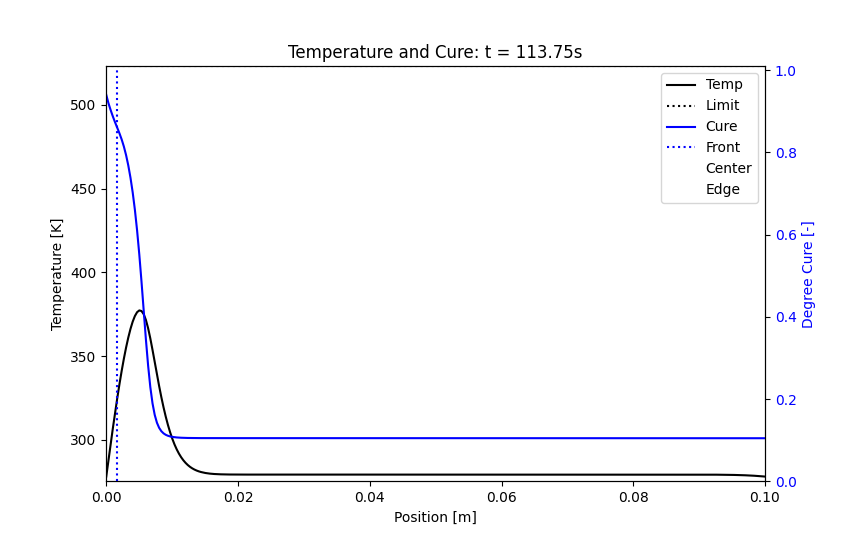 Temperature and Cure: t = 113.75s
Temp
Limit
Cure
Front
Center
Edge
500
450
400
350
300
Temperature [K]
1.0
0.8
0.6
0.4
0.2
0.0
Degree Cure [-]
0.00 0.02 0.04 0.06 0.08 0.10
Position [m]